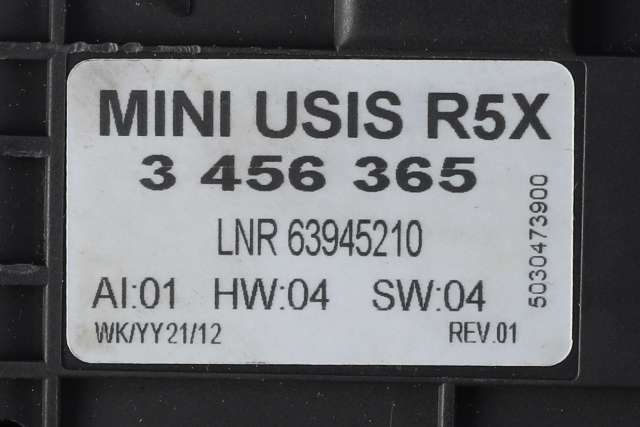 MINI USIS R5X
3 456 365
LNR 63945210
AI:01 HW:04 SW:04
WK/YY21/12 REV.01
5030473900